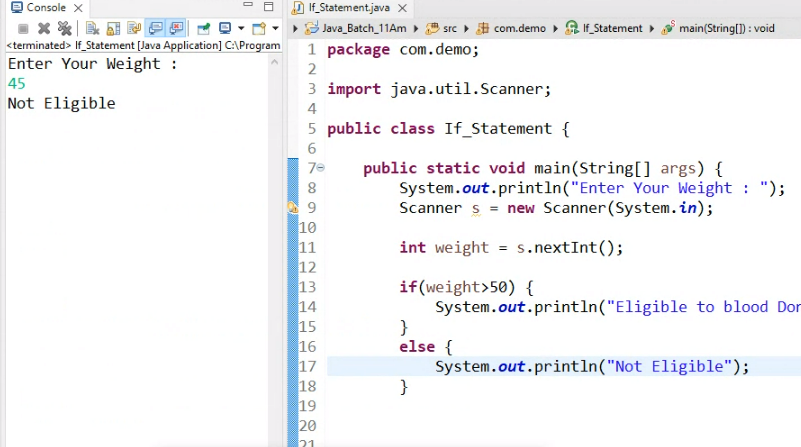 Console
<terminated> If_Statement [Java Application] C:\Program
Enter Your Weight :
45
Not Eligible
If_Statement.java
Java_Batch_11Am src com.demo If_Statement main(String[]) : void
1 package com.demo;
2
3 import java.util.Scanner;
4
5 public class If_Statement {
6
7 public static void main(String[] args) {
8 System.out.println("Enter Your Weight : ");
9 Scanner s = new Scanner(System.in);
10
11 int weight = s.nextInt();
12
13 if(weight>50) {
14 System.out.println("Eligible to blood
15 }
16 else {
17 System.out.println("Not Eligible");
18 }
19
20
21